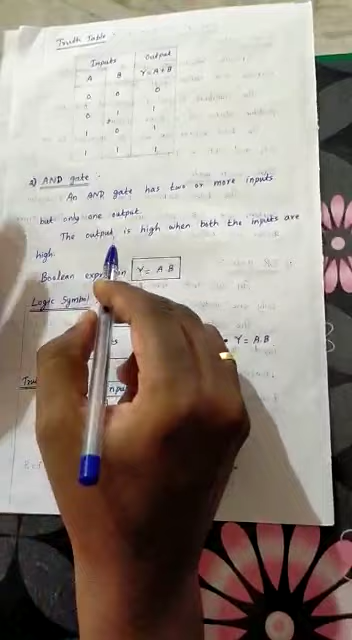 Truth Table :
Inputs Output
A B Y=A+B
0 0 0
0 1 1
1 0 1
1 1 1
2) AND gate :-
An AND gate has two or more inputs
but only one output.
The output is high when both the inputs are
high.
Boolean Y = A.B
Logic Symbol
Y = A.B